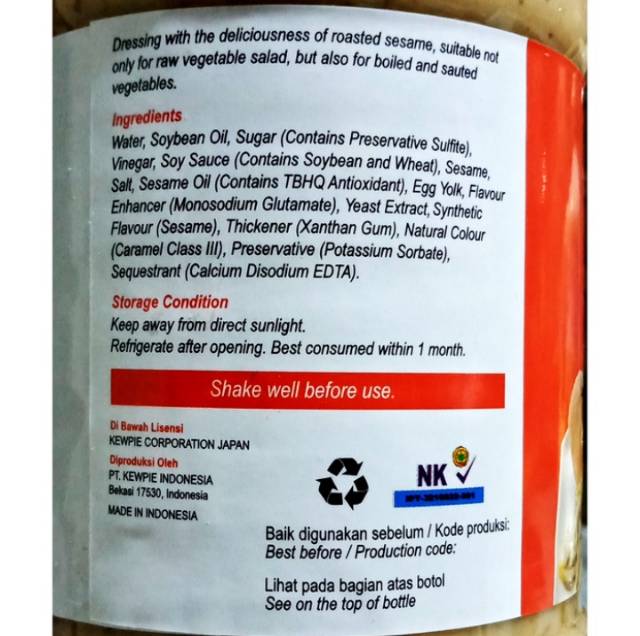 Dressing with the deliciousness of roasted sesame, suitable not
only for raw vegetable salad, but also for boiled and sauted
vegetables.
Ingredients
Water, Soybean Oil, Sugar (Contains Preservative Sulfite),
Vinegar, Soy Sauce (Contains Soybean and Wheat), Sesame,
Salt, Sesame Oil (Contains TBHQ Antioxidant), Egg Yolk, Flavour
Enhancer (Monosodium Glutamate), Yeast Extract, Synthetic
Flavour (Sesame), Thickener (Xanthan Gum), Natural Colour
(Caramel Class III), Preservative (Potassium Sorbate),
Sequestrant (Calcium Disodium EDTA).
Storage Condition
Keep away from direct sunlight.
Refrigerate after opening. Best consumed within 1 month.
Shake well before use.
Di Bawah Lisensi
KEWPIE CORPORATION JAPAN
Diproduksi Oleh
PT. KEWPIE INDONESIA
Bekasi 17530, Indonesia
MADE IN INDONESIA
NK
Baik digunakan sebelum / Kode produksi:
Best before / Production code:
Lihat pada bagian atas botol
See on the top of bottle